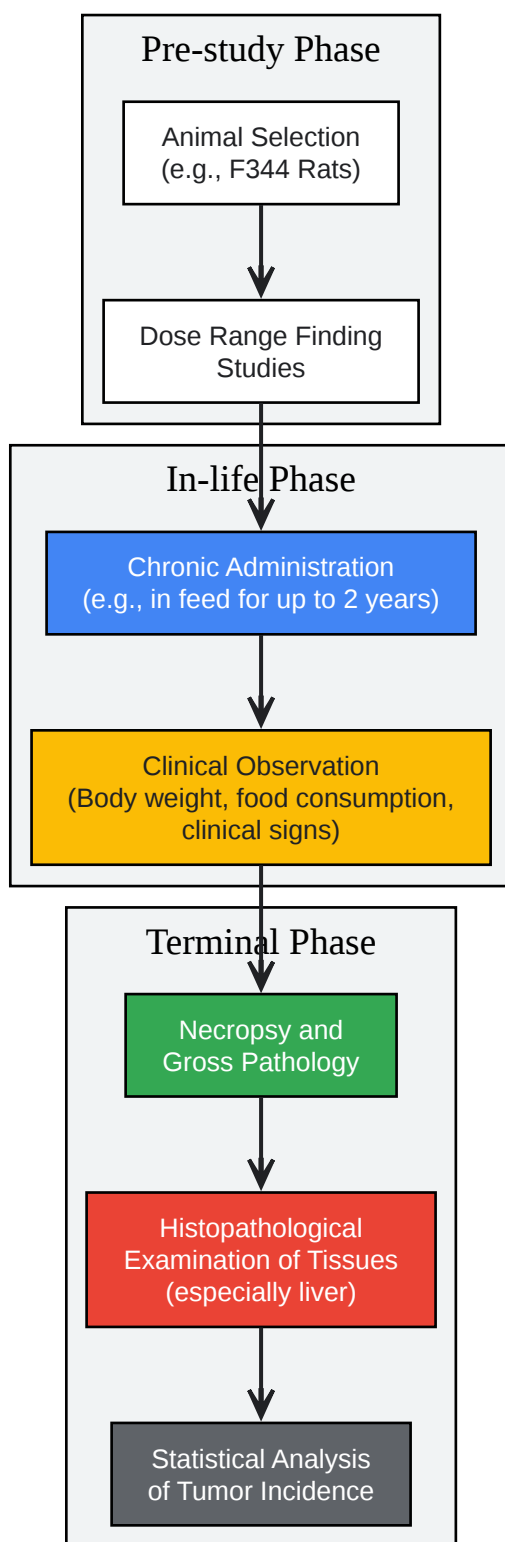 Pre-study Phase
Animal Selection
(e.g., F344 Rats)
Dose Range Finding
Studies
In-life Phase
Chronic Administration
(e.g., in feed for up to 2 years)
Clinical Observation
(Body weight, food consumption,
clinical signs)
Terminal Phase
Necropsy and
Gross Pathology
Histopathological
Examination of Tissues
(especially liver)
Statistical Analysis
of Tumor Incidence